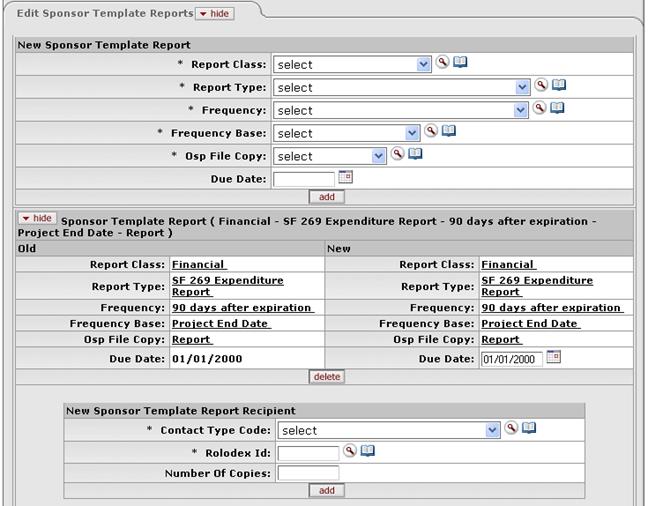 Edit Sponsor Template Reports hide
New Sponsor Template Report
* Report Class: select
* Report Type: select
* Frequency: select
* Frequency Base: select
* Osp File Copy: select
Due Date:
add
hide Sponsor Template Report ( Financial - SF 269 Expenditure Report - 90 days after expiration -
Project End Date - Report )
Old New
Report Class: Financial Report Class: Financial
Report Type: SF 269 Expenditure Report Type: SF 269 Expenditure
Report Report
Frequency: 90 days after expiration Frequency: 90 days after expiration
Frequency Base: Project End Date Frequency Base: Project End Date
Osp File Copy: Report Osp File Copy: Report
Due Date: 01/01/2000 Due Date: 01/01/2000
delete
New Sponsor Template Report Recipient
* Contact Type Code: select
* Rolodex Id:
Number Of Copies:
add